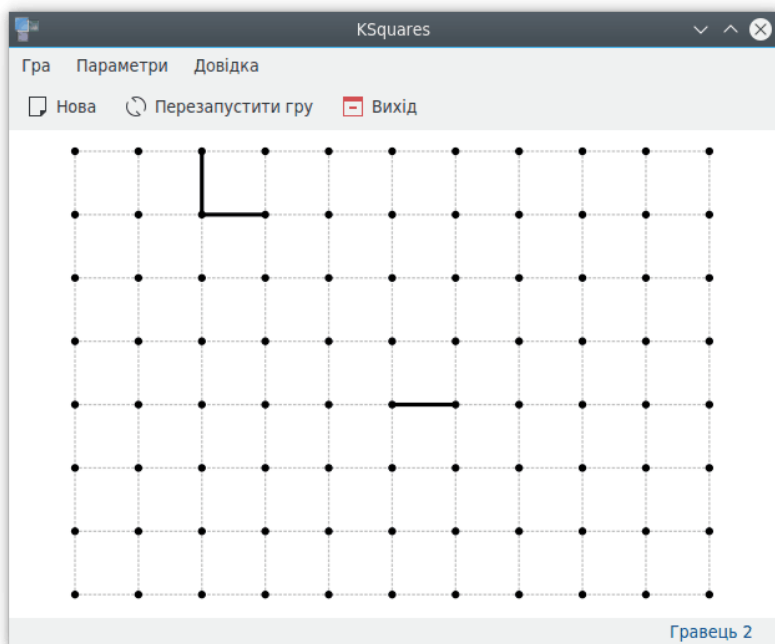 KSquares
Гра Параметри Довідка
Нова Перезапустити гру Вихід
Гравець 2